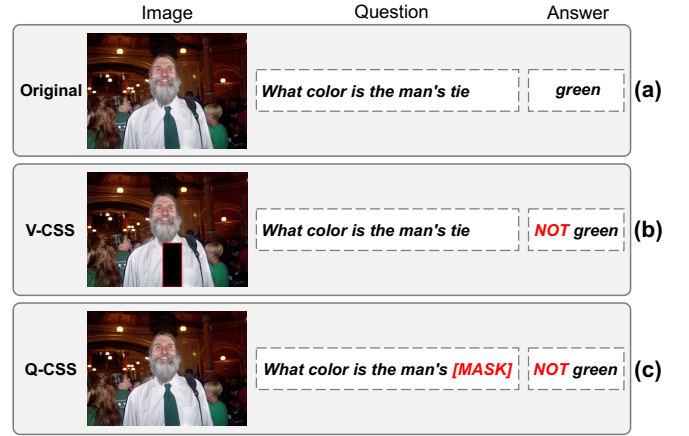 Image Question Answer
Original What color is the man's tie green (a)
V-CSS What color is the man's tie NOT green (b)
Q-CSS What color is the man's [MASK] NOT green (c)